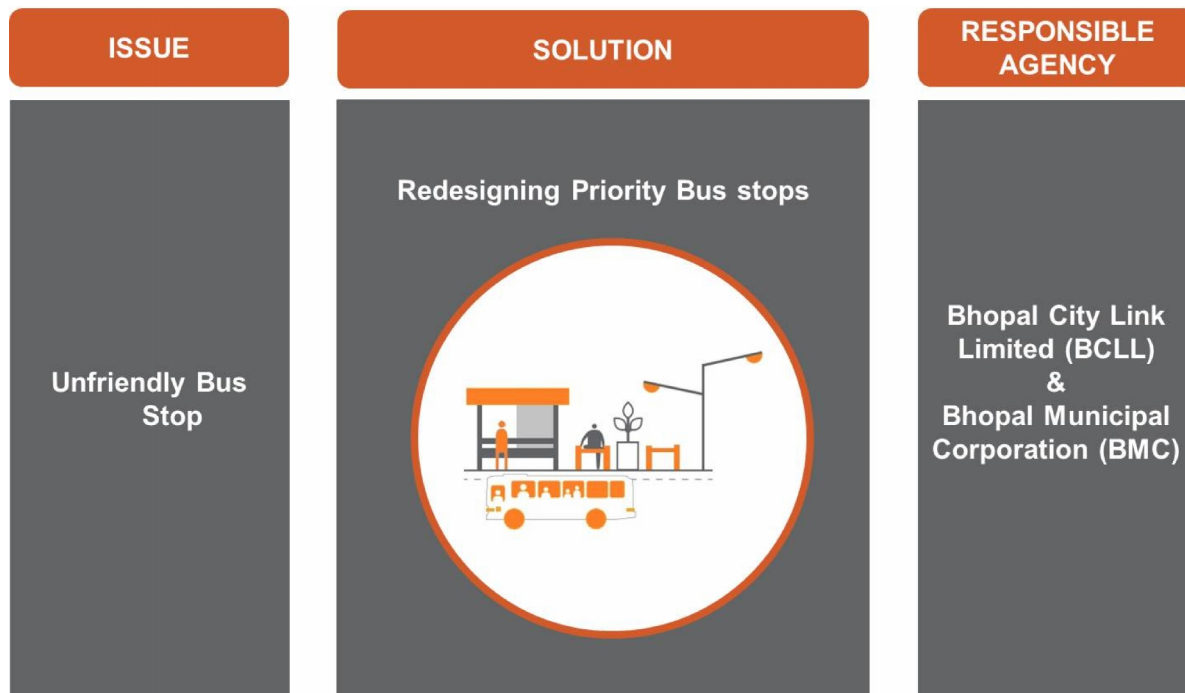 ISSUE
SOLUTION
RESPONSIBLE
AGENCY
Unfriendly Bus
Stop
Redesigning Priority Bus stops
Bhopal City Link
Limited (BCLL)
&
Bhopal Municipal
Corporation (BMC)